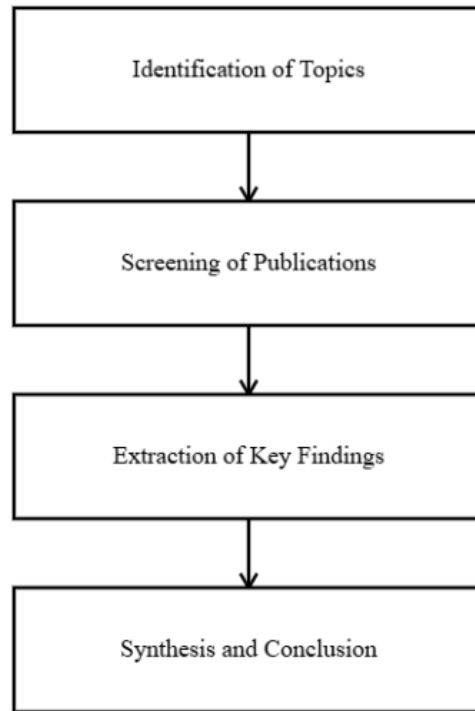 Identification of Topics
Screening of Publications
Extraction of Key Findings
Synthesis and Conclusion